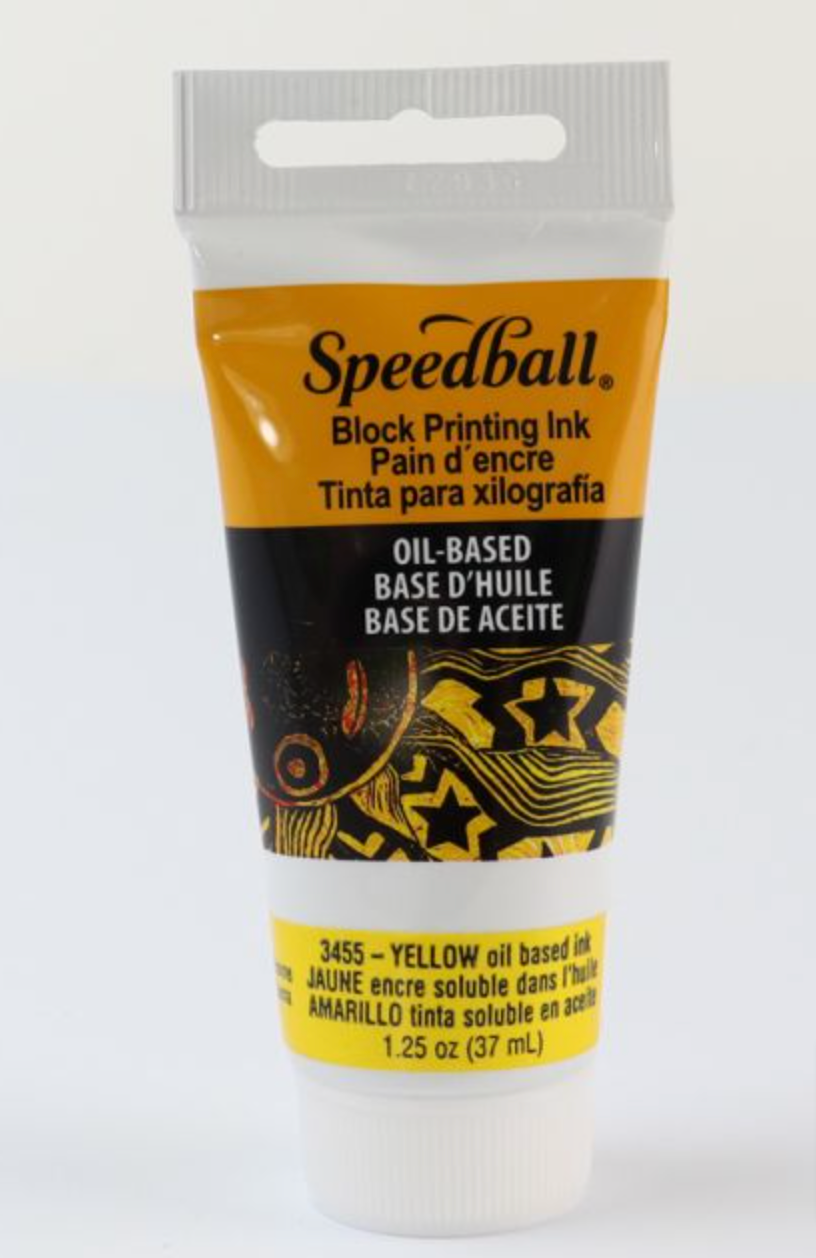 Speedball®
Block Printing Ink
Pain d'encre
Tinta para xilografía
OIL-BASED
BASE D'HUILE
BASE DE ACEITE
3455 – YELLOW oil based ink
JAUNE encre soluble dans l'huile
AMARILLO tinta soluble en aceite
1.25 oz (37 mL)